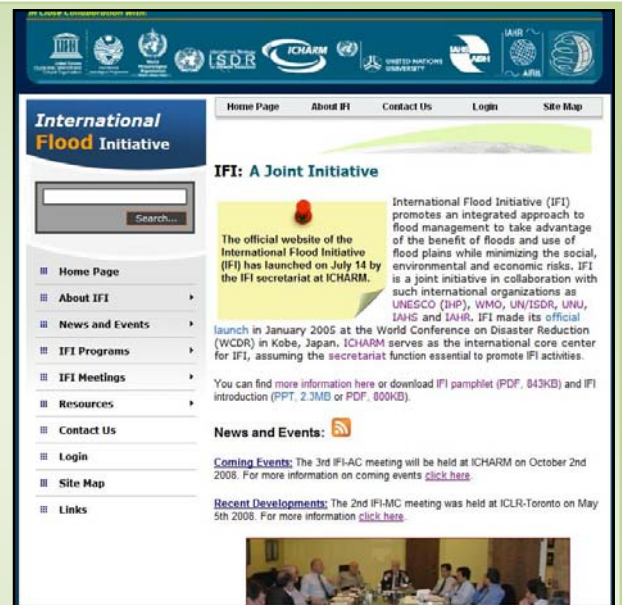 In Close Collaboration With:
ISDR
ICHARM
UNITED NATIONS
UNIVERSITY
IAHS
AISH
IAHR
AIRH
Home Page About IFI Contact Us Login Site Map
International
Flood Initiative
Search...
Home Page
About IFI
News and Events
IFI Programs
IFI Meetings
Resources
Contact Us
Login
Site Map
Links
IFI: A Joint Initiative
The official website of the
International Flood Initiative
(IFI) has launched on July 14 by
the IFI secretariat at ICHARM.
International Flood Initiative (IFI)
promotes an integrated approach to
flood management to take advantage
of the benefit of floods and use of
flood plains while minimizing the social,
environmental and economic risks. IFI
is a joint initiative in collaboration with
such international organizations as
UNESCO (IHP), WMO, UN/ISDR, UNU,
IAHS and IAHR. IFI made its official
launch in January 2005 at the World Conference on Disaster Reduction
(WCDR) in Kobe, Japan. ICHARM serves as the international core center
for IFI, assuming the secretariat function essential to promote IFI activities.
You can find more information here or download IFI pamphlet (PDF, 843KB) and IFI
introduction (PPT, 2.3MB or PDF, 800KB).
News and Events:
Coming Events: The 3rd IFI-AC meeting will be held at ICHARM on October 2nd
2008. For more information on coming events click here.
Recent Developments: The 2nd IFI-MC meeting was held at ICLR-Toronto on May
5th 2008. For more information click here.